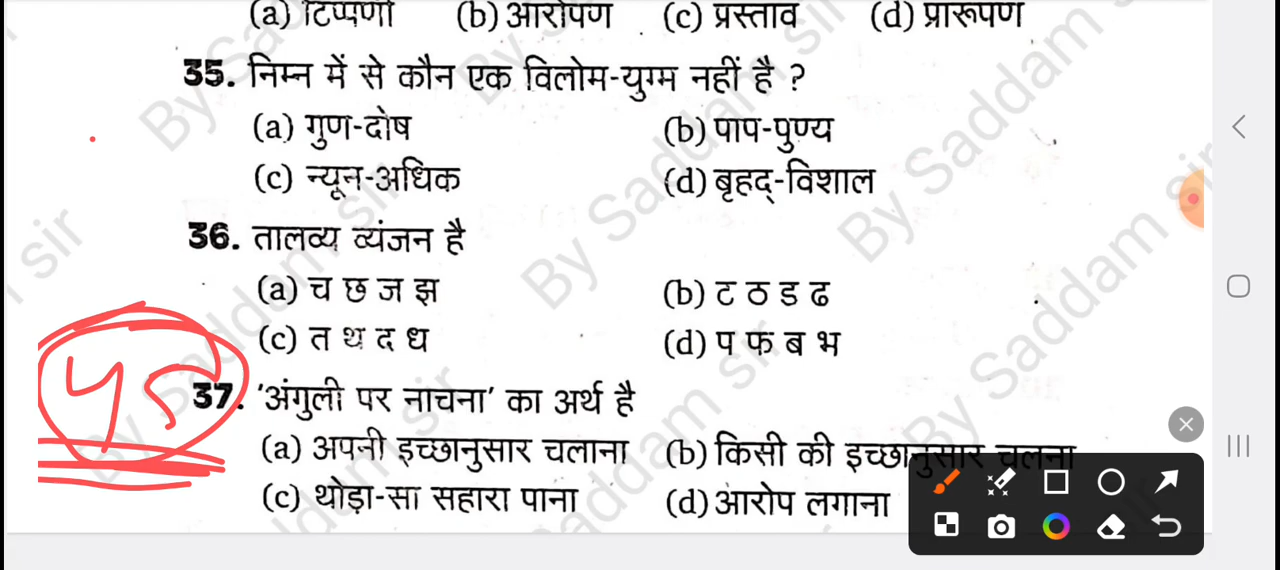 (a) टिप्पणी (b) आरोपण (c) प्रस्ताव (d) प्रारूपण
35. निम्न में से कौन एक विलोम-युग्म नहीं है ?
(a) गुण-दोष (b) पाप-पुण्य
(c) न्यून-अधिक (d) बृहद्-विशाल
36. तालव्य व्यंजन है
(a) च छ ज झ (b) ट ठ ड ढ
(c) त थ द ध (d) प फ ब भ
37. 'अंगुली पर नाचना' का अर्थ है
(a) अपनी इच्छानुसार चलाना (b) किसी की इच्छानुसार चलना
(c) थोड़ा-सा सहारा पाना (d) आरोप लगाना
By Saddam sir